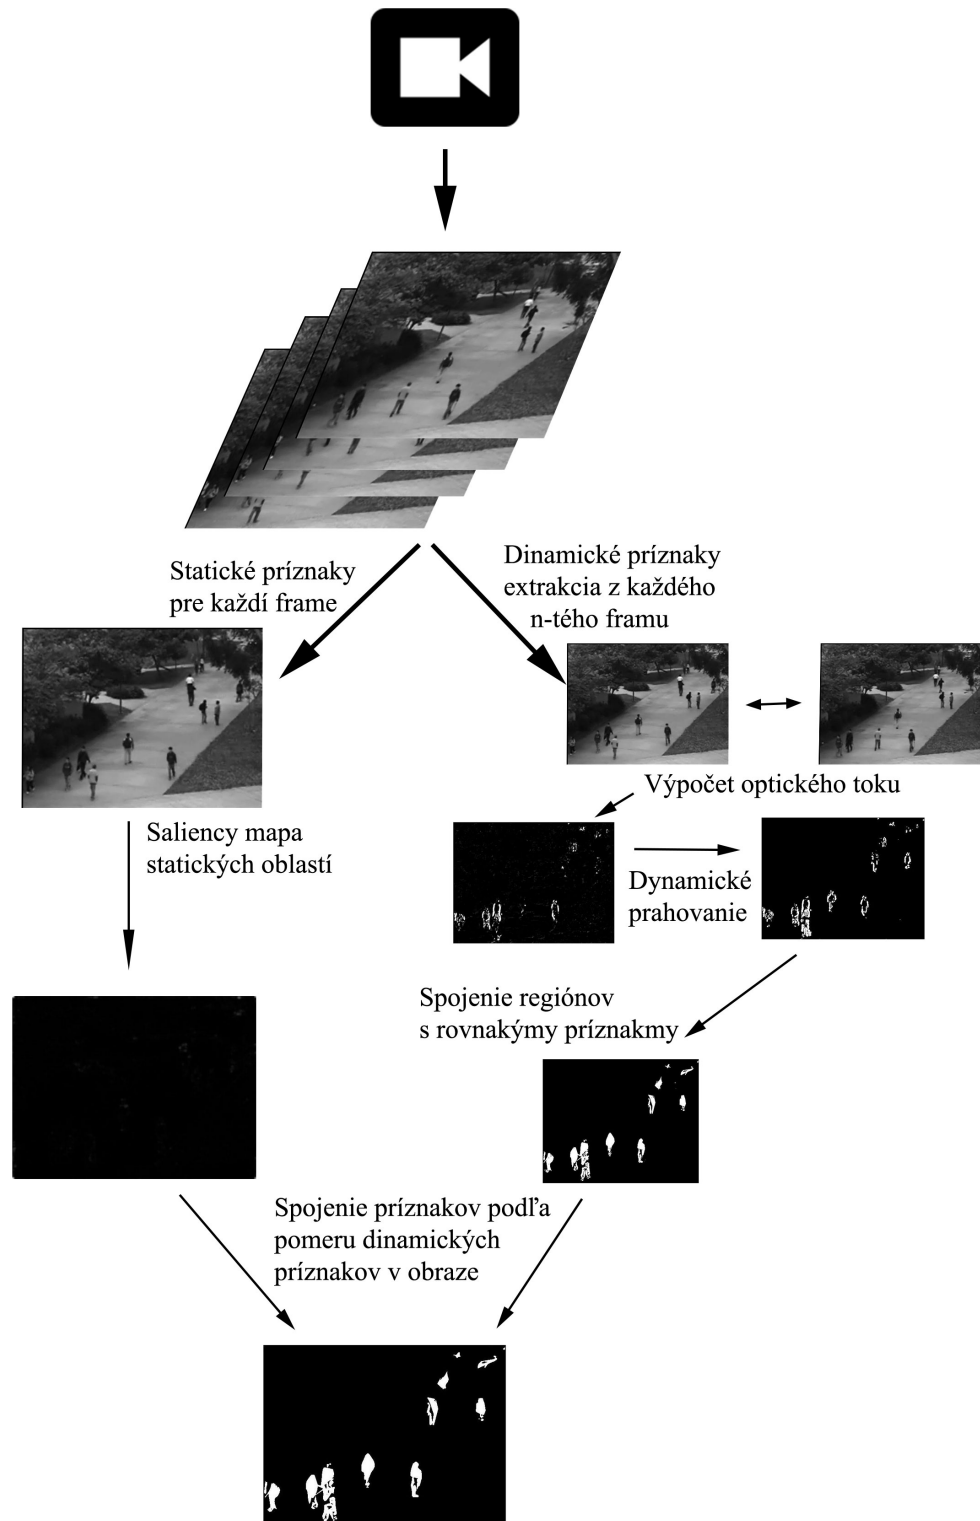 Statické príznaky
pre každí frame
Dinamické príznaky
extrakcia z každého
n-tého framu
Výpočet optického toku
Saliency mapa
statických oblastí
Dynamické
prahovanie
Spojenie regiónov
s rovnakýmy príznakmy
Spojenie príznakov podľa
pomeru dinamických
príznakov v obraze